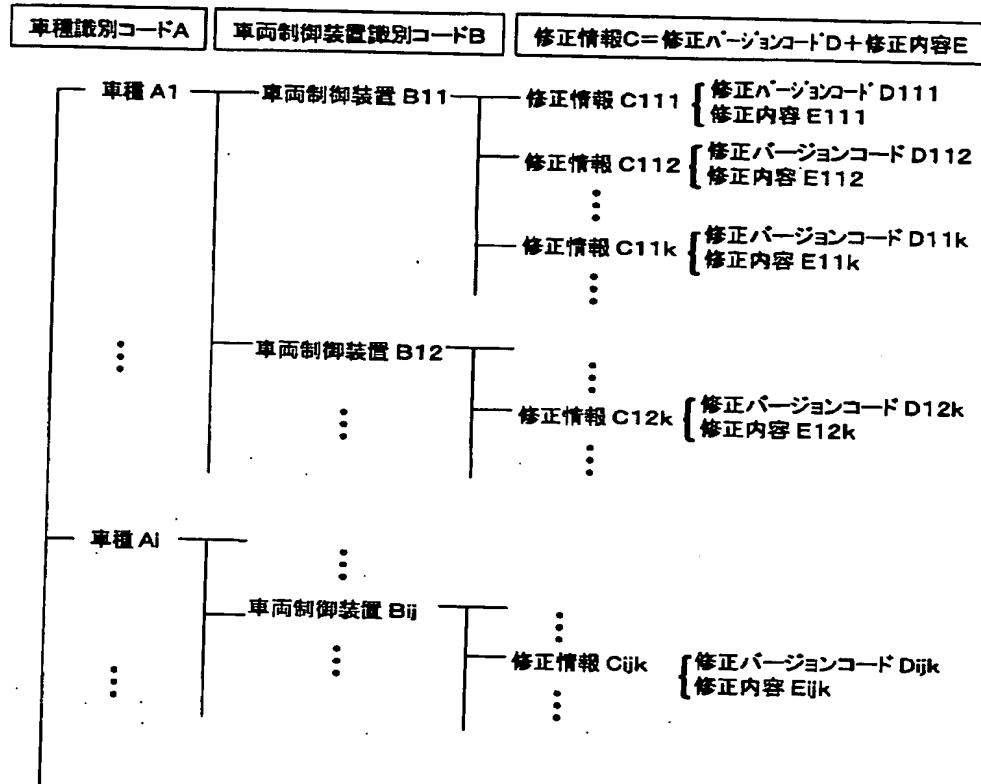 車種識別コードA 車両制御装置識別コードB 修正情報C=修正バージョンコードD+修正内容E
車種 A1 車両制御装置 B11 修正情報 C111 { 修正バージョンコード D111
修正内容 E111
修正情報 C112 { 修正バージョンコード D112
修正内容 E112
修正情報 C11k { 修正バージョンコード D11k
修正内容 E11k
車両制御装置 B12
修正情報 C12k { 修正バージョンコード D12k
修正内容 E12k
車種 Ai
車両制御装置 Bij
修正情報 Cijk { 修正バージョンコード Dijk
修正内容 Eijk